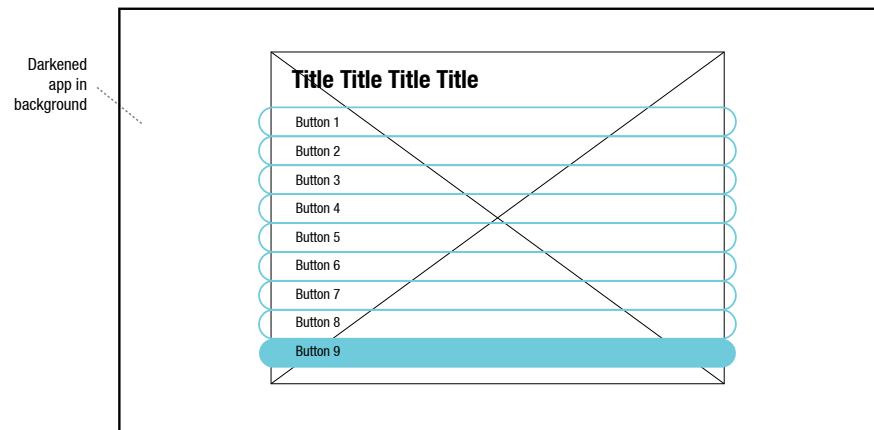 Darkened
app in
background
Title Title Title Title
Button 1
Button 2
Button 3
Button 4
Button 5
Button 6
Button 7
Button 8
Button 9